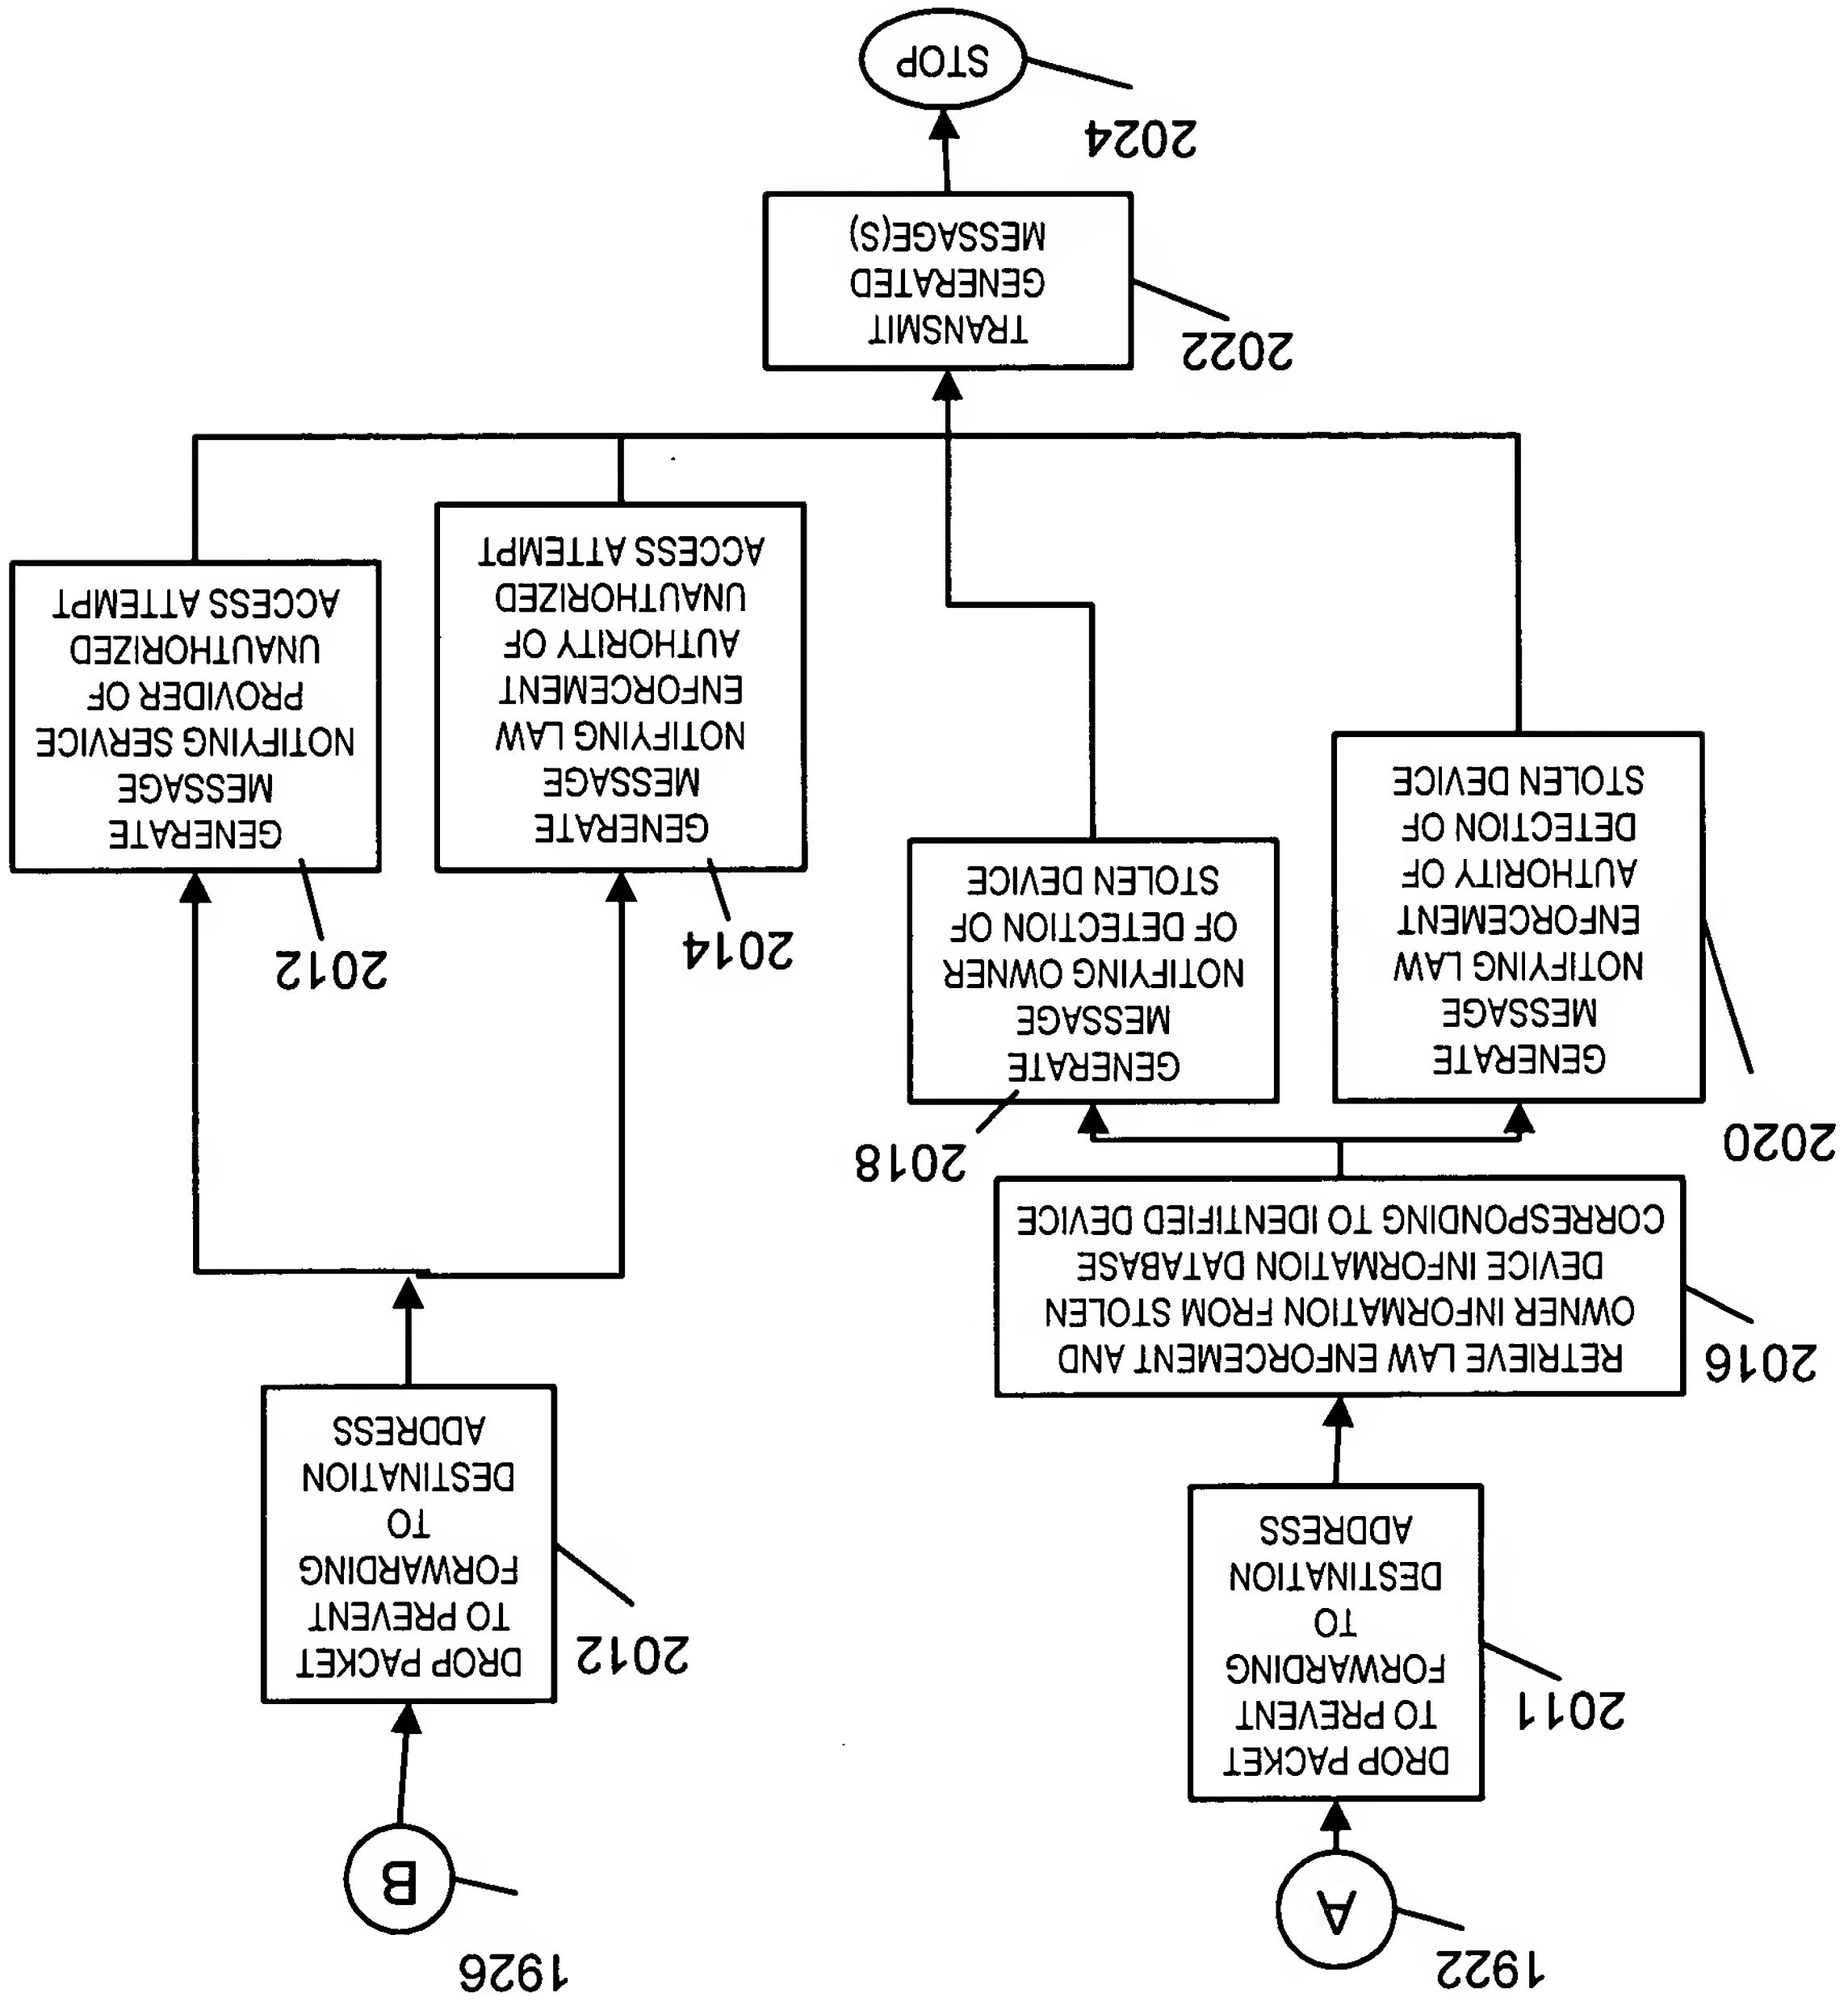 1922
A
1926
B
DROP PACKET
TO PREVENT
FORWARDING
TO
DESTINATION
ADDRESS
2011
DROP PACKET
TO PREVENT
FORWARDING
TO
DESTINATION
ADDRESS
2012
RETRIEVE LAW ENFORCEMENT AND
OWNER INFORMATION FROM STOLEN
DEVICE INFORMATION DATABASE
CORRESPONDING TO IDENTIFIED DEVICE
2016
2020
GENERATE
MESSAGE
NOTIFYING LAW
ENFORCEMENT
AUTHORITY OF
DETECTION OF
STOLEN DEVICE
2018
GENERATE
MESSAGE
NOTIFYING OWNER
OF DETECTION OF
STOLEN DEVICE
2014
GENERATE
MESSAGE
NOTIFYING LAW
ENFORCEMENT
AUTHORITY OF
UNAUTHORIZED
ACCESS ATTEMPT
2012
GENERATE
MESSAGE
NOTIFYING SERVICE
PROVIDER OF
UNAUTHORIZED
ACCESS ATTEMPT
2022
TRANSMIT
GENERATED
MESSAGE(S)
2024
STOP